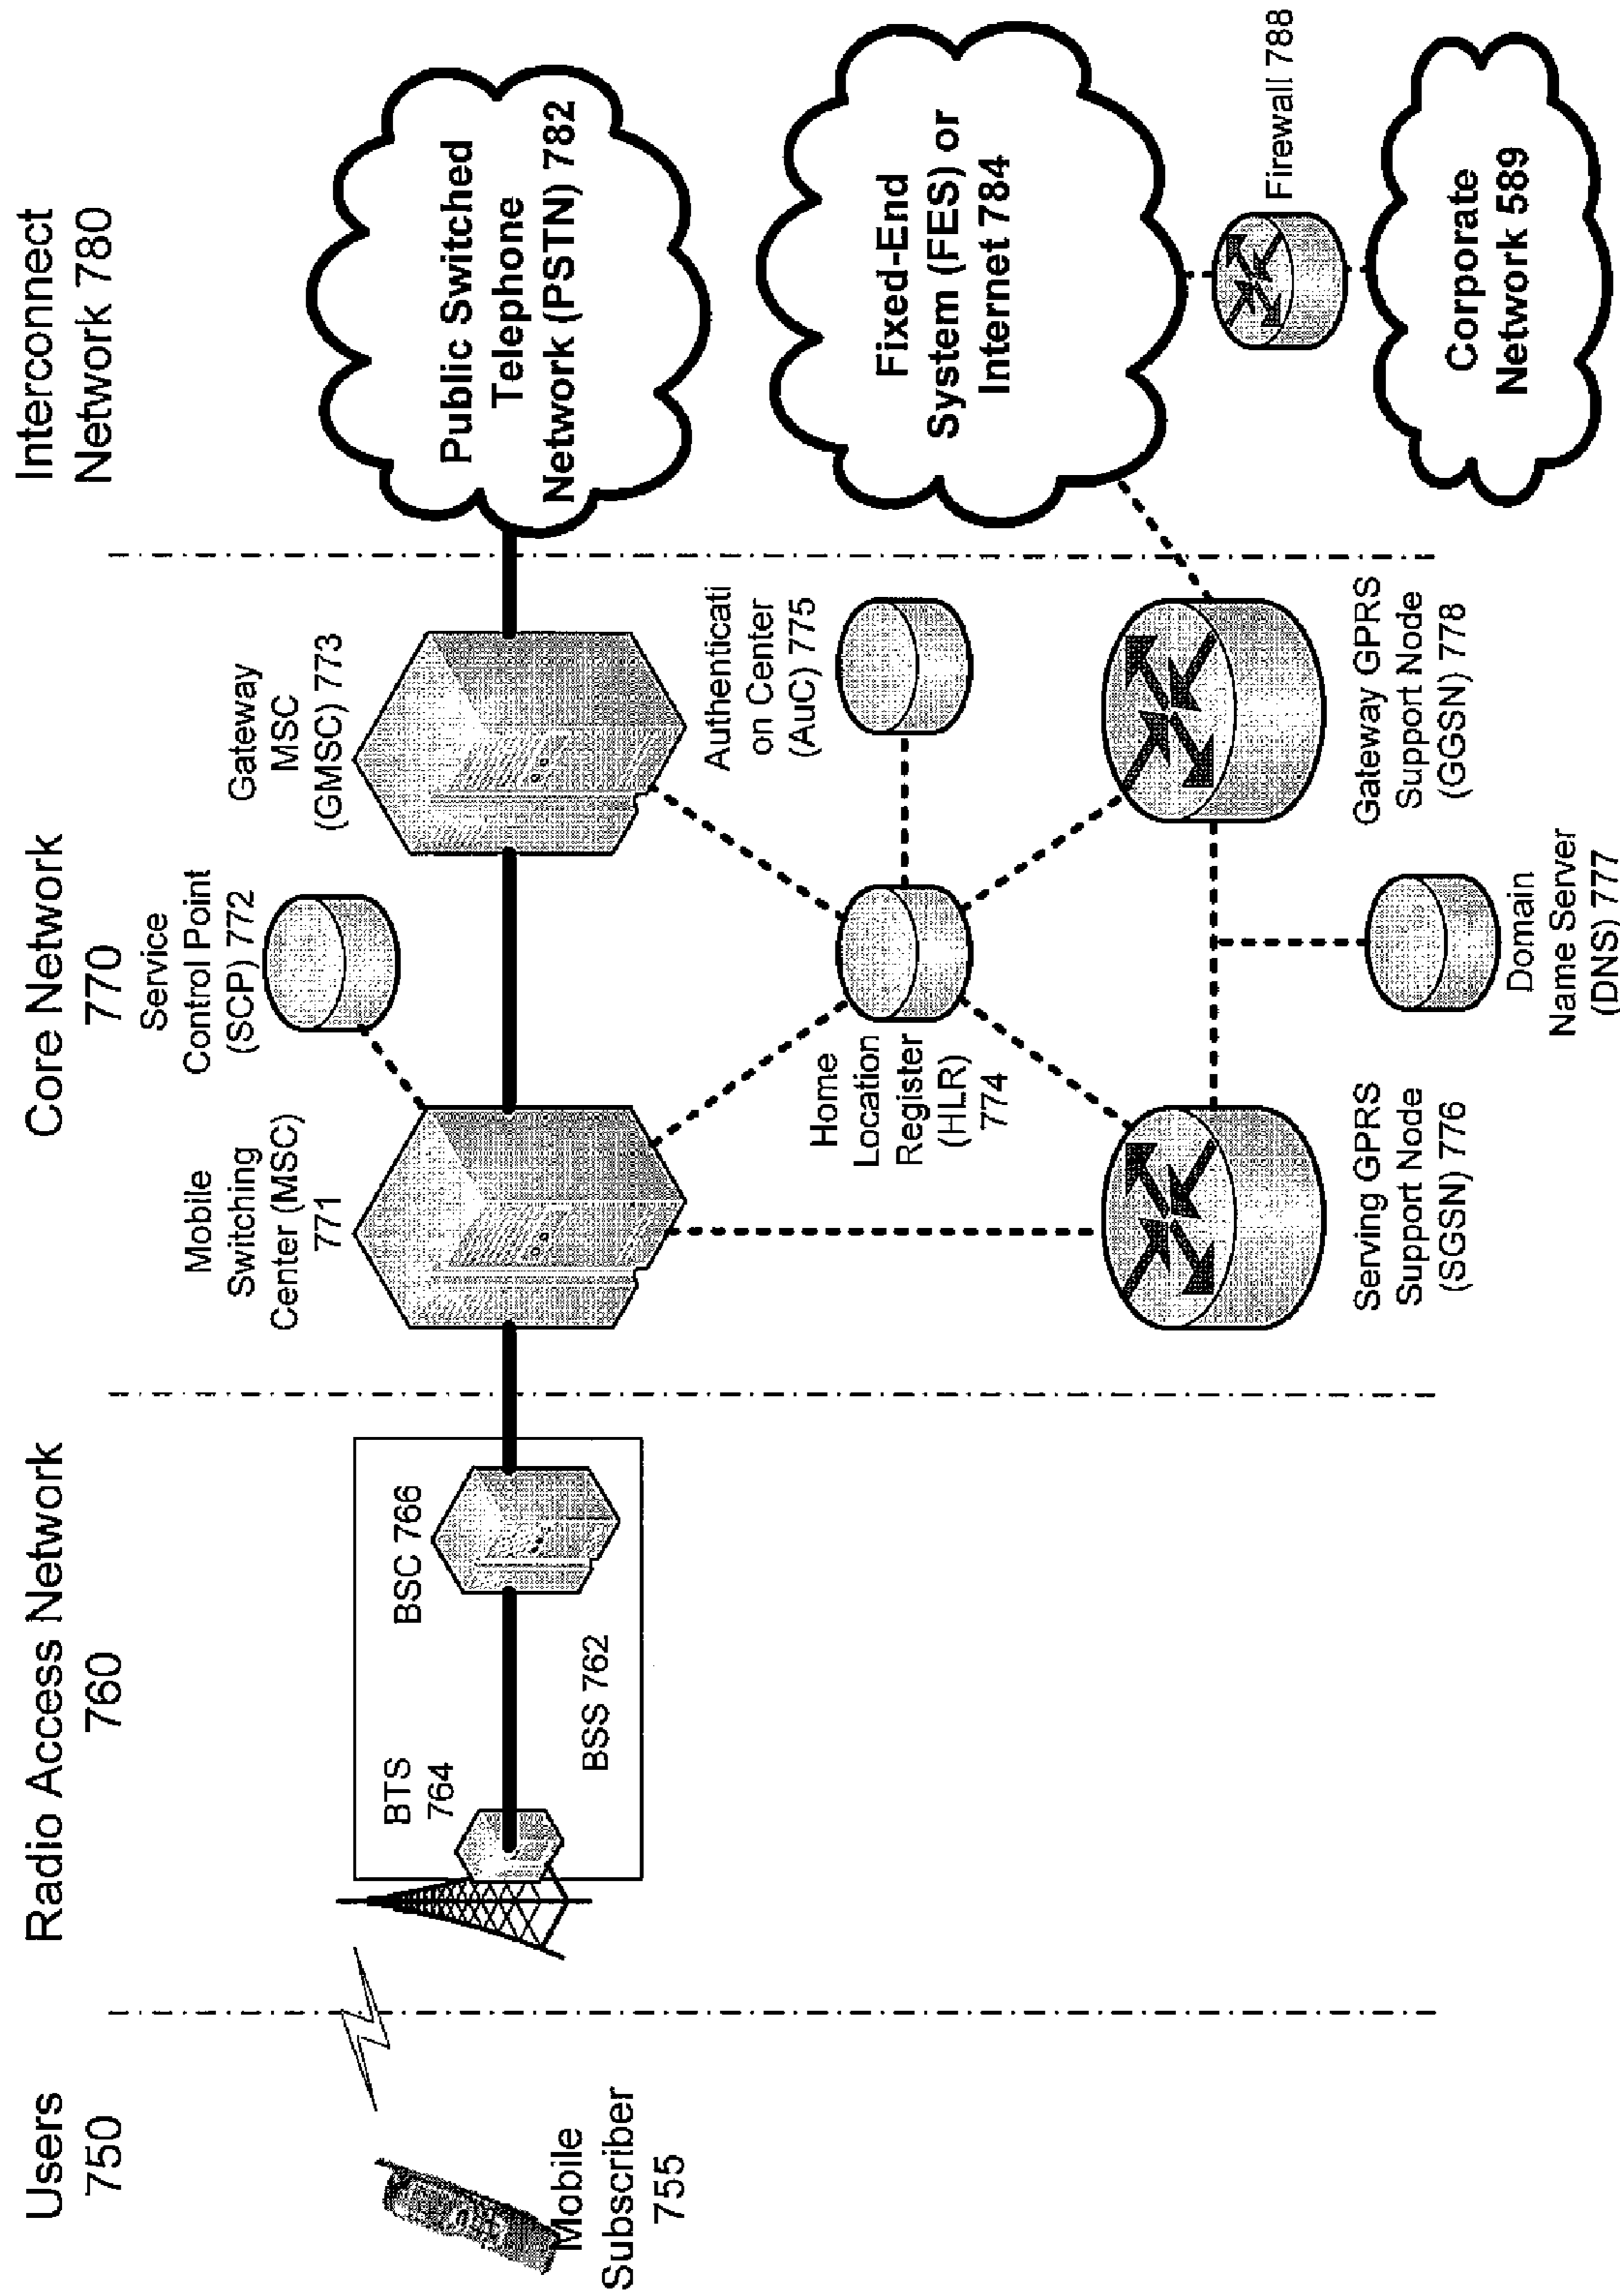 Users
750
Radio Access Network
760
Core Network
770
Interconnect
Network 780
Mobile
Subscriber
755
BTS
764
BSC 766
BSS 762
Mobile
Switching
Center (MSC)
771
Service
Control Point
(SCP) 772
Gateway
MSC
(GMSC) 773
Public Switched
Telephone
Network (PSTN) 782
Home
Location
Register
(HLR)
774
Authenticati
on Center
(AuC) 775
Fixed-End
System (FES) or
Internet 784
Serving GPRS
Support Node
(SGSN) 776
Domain
Name Server
(DNS) 777
Gateway GPRS
Support Node
(GGSN) 778
Firewall 788
Corporate
Network 589